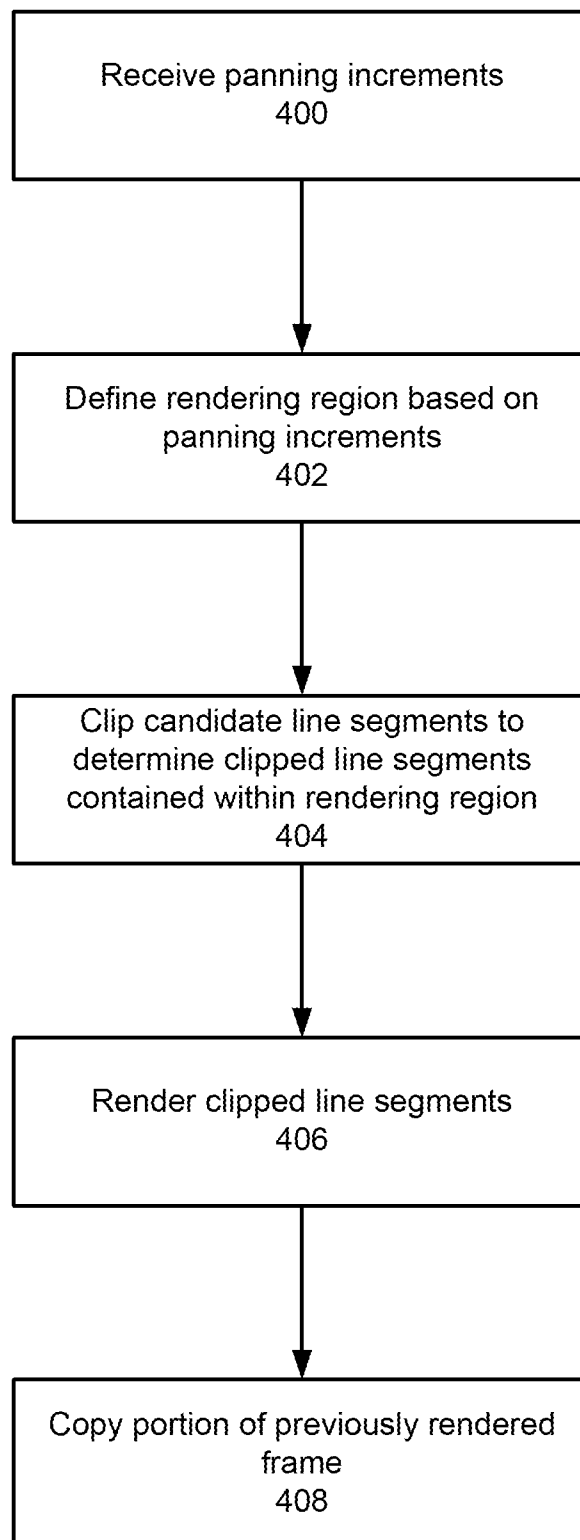 Receive panning increments
400
Define rendering region based on
panning increments
402
Clip candidate line segments to
determine clipped line segments
contained within rendering region
404
Render clipped line segments
406
Copy portion of previously rendered
frame
408